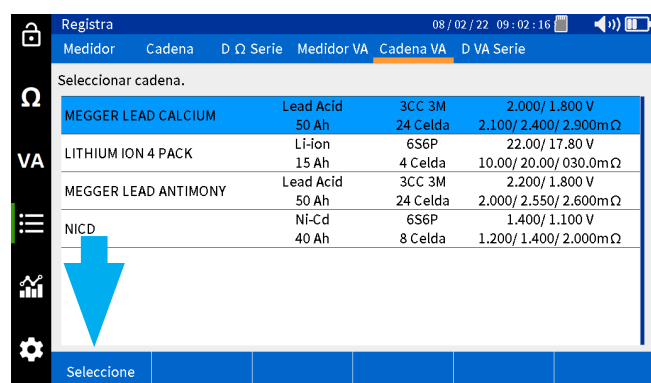 Registra 08/02/22 09:02:16
Medidor Cadena D Ω Serie Medidor VA Cadena VA D VA Serie
Seleccionar cadena.
Ω
VA
MEGGER LEAD CALCIUM Lead Acid 3CC 3M 2.000/ 1.800 V
50 Ah 24 Celda 2.100/ 2.400/ 2.900mΩ
LITHIUM ION 4 PACK Li-ion 6S6P 22.00/ 17.80 V
15 Ah 4 Celda 10.00/ 20.00/ 030.0mΩ
MEGGER LEAD ANTIMONY Lead Acid 3CC 3M 2.200/ 1.800 V
50 Ah 24 Celda 2.000/ 2.550/ 2.600mΩ
NICD Ni-Cd 6S6P 1.400/ 1.100 V
40 Ah 8 Celda 1.200/ 1.400/ 2.000mΩ
Seleccione